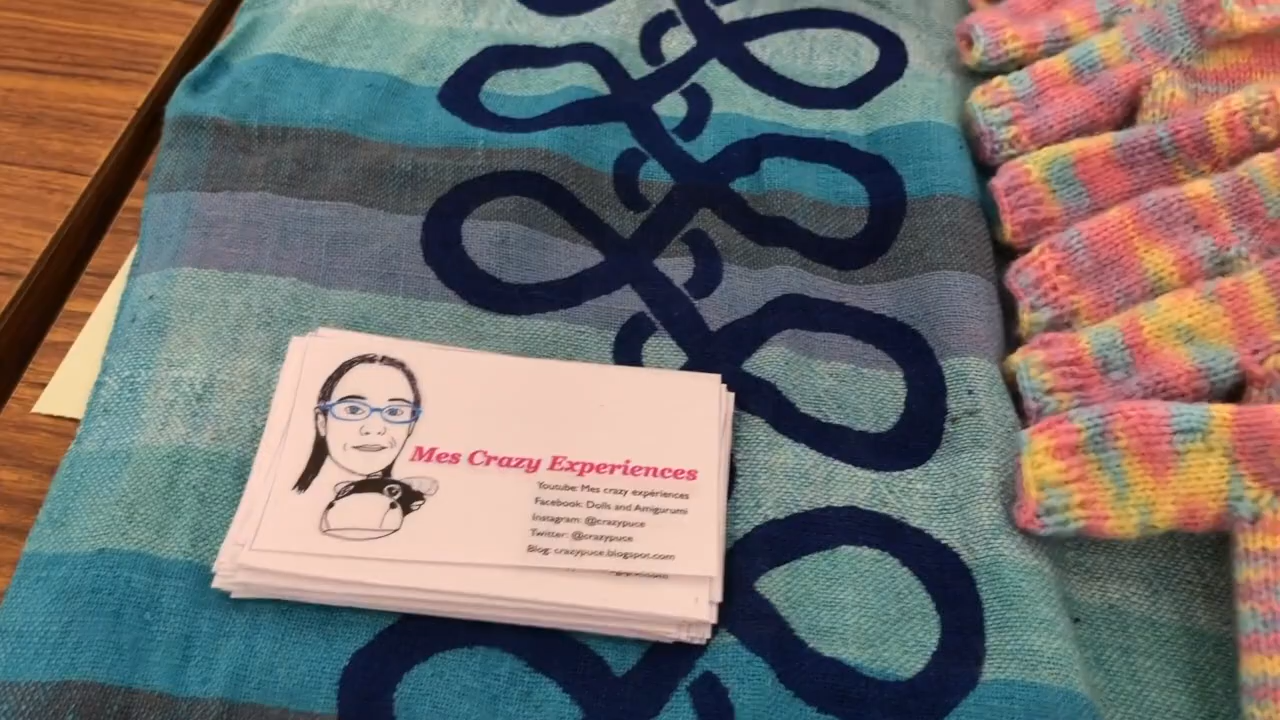 Mes Crazy Experiences
Youtube: Mes crazy expériences
Facebook: Dolls and Amigurumi
Instagram: @crazypuce
Twitter: @crazypuce
Blog: crazypuce.blogspot.com